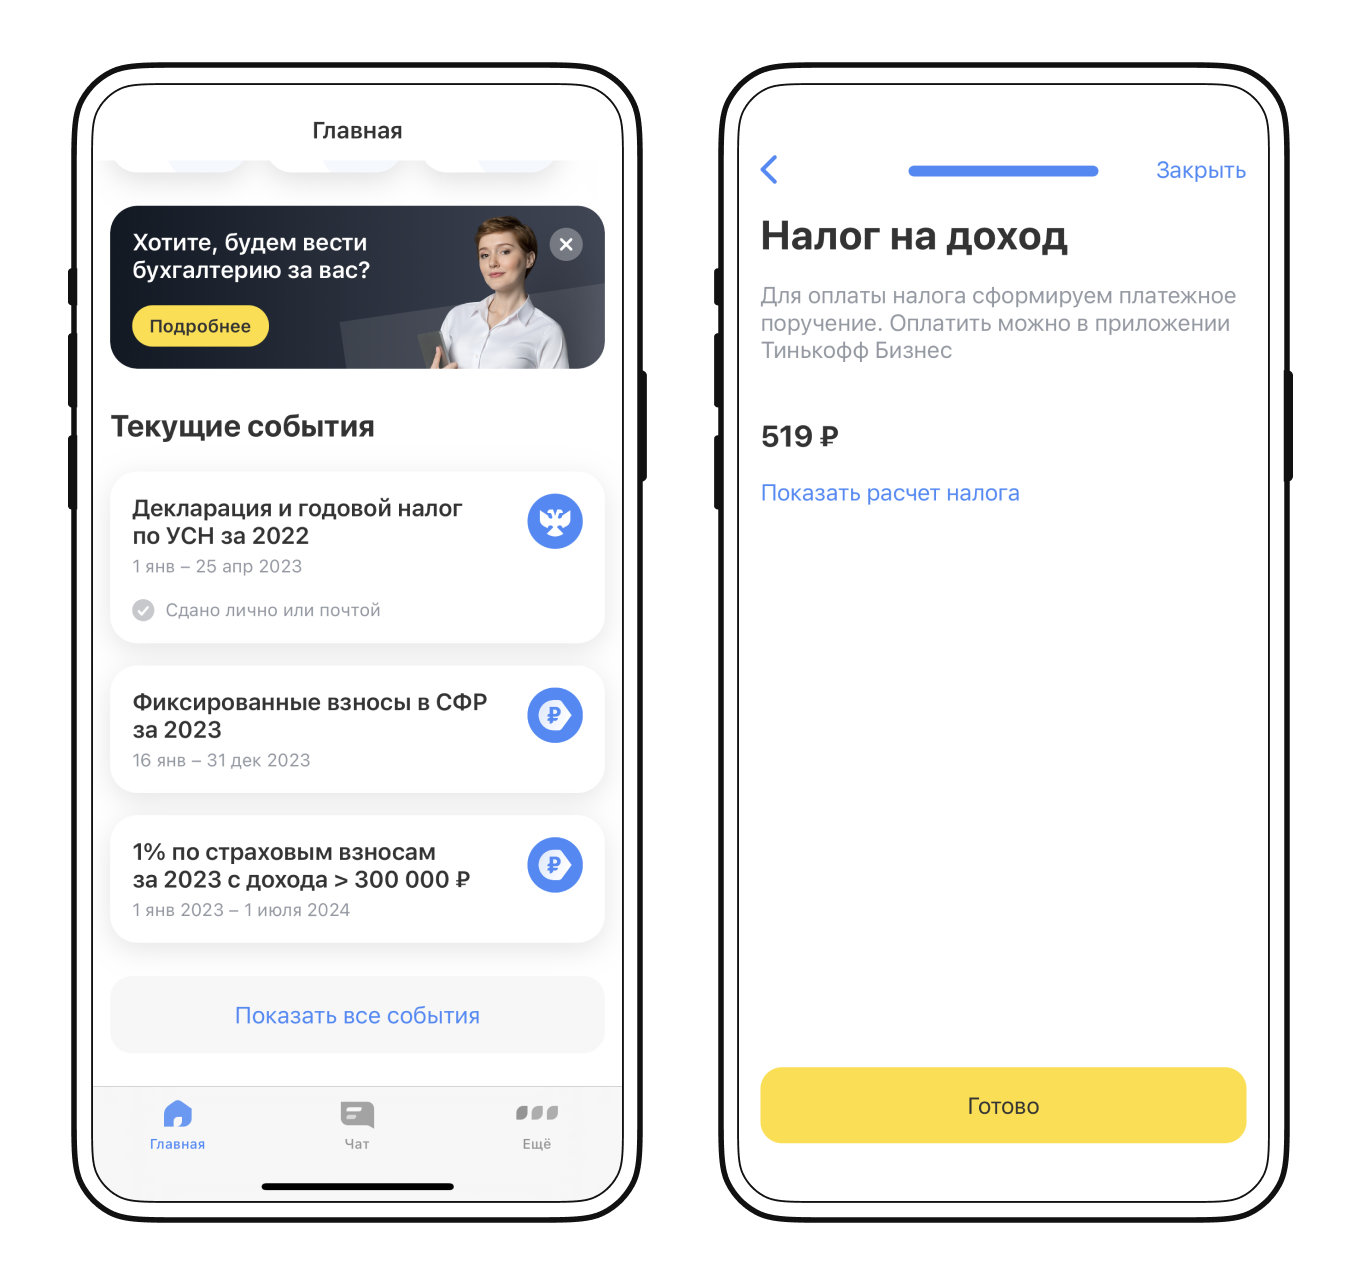 Главная
Хотите, будем вести
бухгалтерию за вас?
Подробнее
Текущие события
Декларация и годовой налог
по УСН за 2022
1 янв – 25 апр 2023
Сдано лично или почтой
Фиксированные взносы в СФР
за 2023
16 янв – 31 дек 2023
1% по страховым взносам
за 2023 с дохода > 300 000 ₽
1 янв 2023 – 1 июля 2024
Показать все события
Главная
Чат
Ещё
Закрыть
Налог на доход
Для оплаты налога сформируем платежное
поручение. Оплатить можно в приложении
Тинькофф Бизнес
519 ₽
Показать расчет налога
Готово